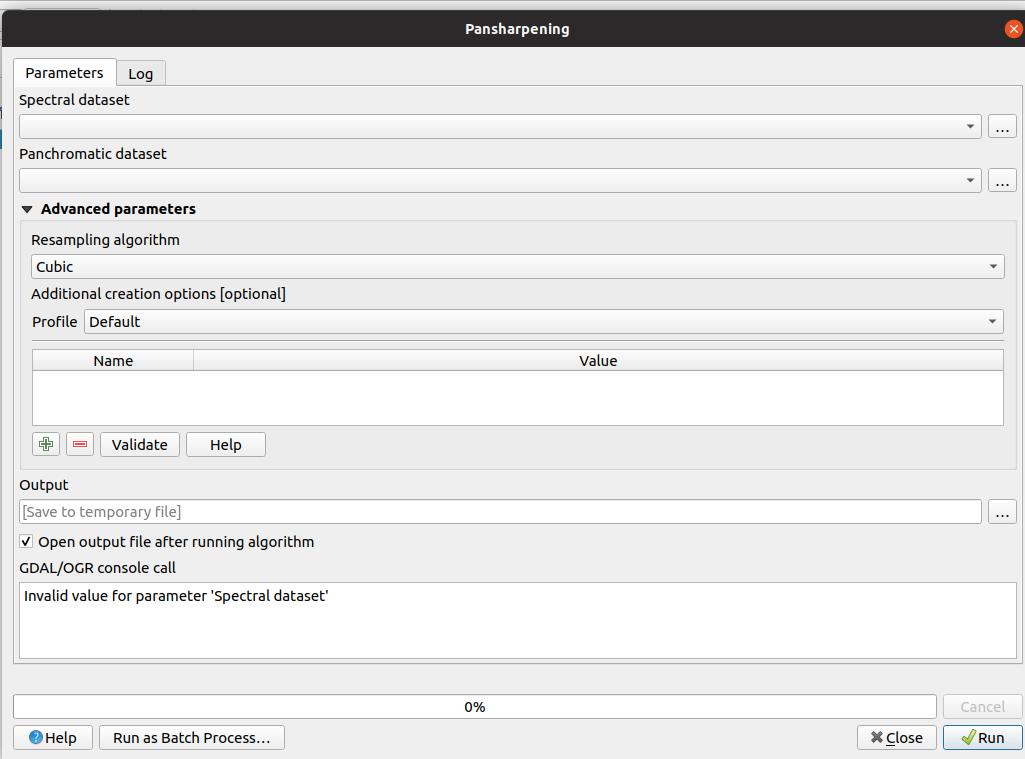 Pansharpening
Parameters
Log
Spectral dataset
...
Panchromatic dataset
...
Advanced parameters
Resampling algorithm
Cubic
Additional creation options [optional]
Profile Default
Name Value
Validate Help
Output
[Save to temporary file] ...
Open output file after running algorithm
GDAL/OGR console call
Invalid value for parameter 'Spectral dataset'
0% Cancel
Help Run as Batch Process... Close Run